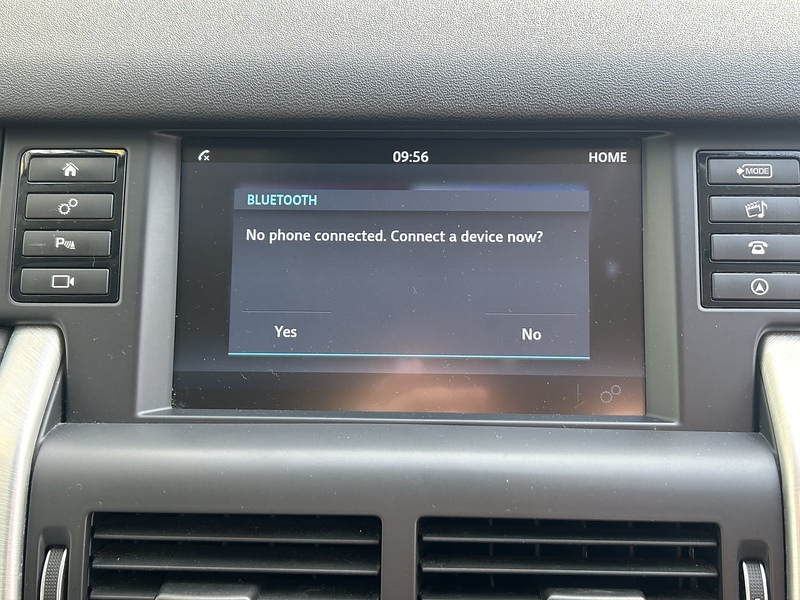 09:56 HOME
BLUETOOTH
No phone connected. Connect a device now?
Yes No
MODE
P